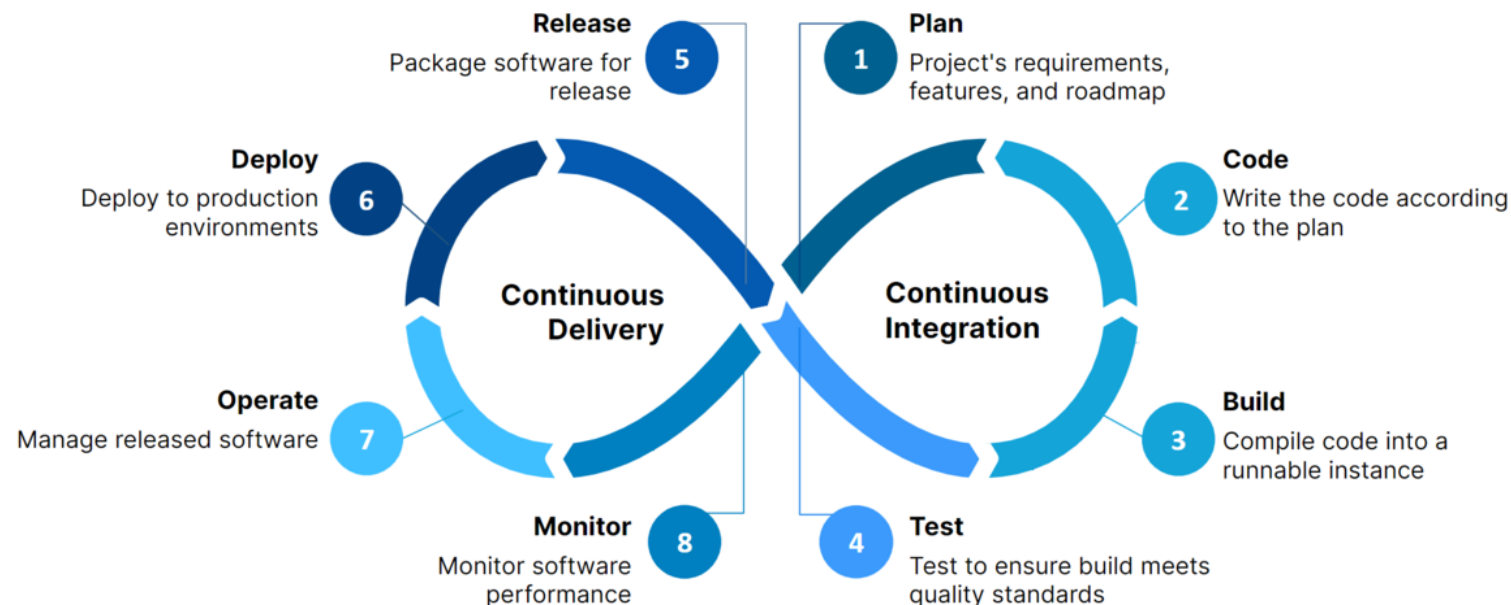 Release
Package software for
release
5
1
Plan
Project's requirements,
features, and roadmap
Deploy
Deploy to production
environments
6
2
Code
Write the code according
to the plan
Continuous
Delivery
Continuous
Integration
Operate
Manage released software
7
3
Build
Compile code into a
runnable instance
Monitor
Monitor software
performance
8
4
Test
Test to ensure build meets
quality standards